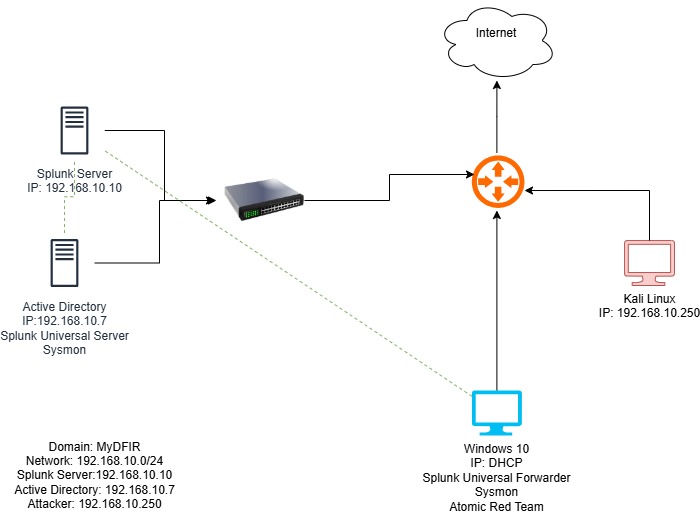 Internet
Splunk Server
IP: 192.168.10.10
Active Directory
IP:192.168.10.7
Splunk Universal Server
Sysmon
Kali Linux
IP: 192.168.10.250
Windows 10
IP: DHCP
Splunk Universal Forwarder
Sysmon
Atomic Red Team
Domain: MyDFIR
Network: 192.168.10.0/24
Splunk Server:192.168.10.10
Active Directory: 192.168.10.7
Attacker: 192.168.10.250